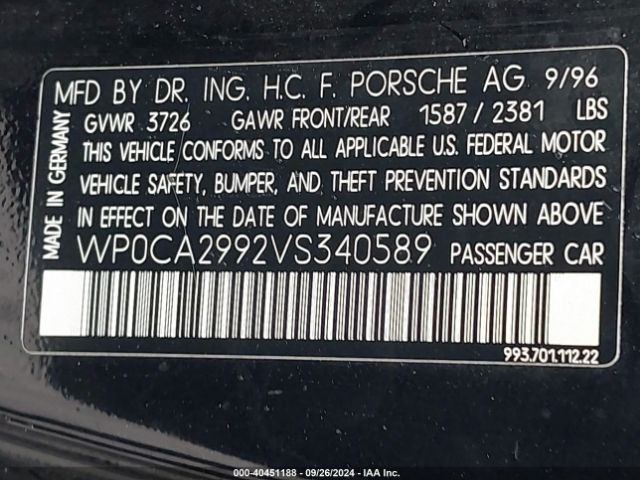 MFD BY DR. ING. H.C. F. PORSCHE AG 9/96
GVWR 3726 GAWR FRONT/REAR 1587 / 2381 LBS
THIS VEHICLE CONFORMS TO ALL APPLICABLE U.S. FEDERAL MOTOR
VEHICLE SAFETY, BUMPER, AND THEFT PREVENTION STANDARDS
IN EFFECT ON THE DATE OF MANUFACTURE SHOWN ABOVE
WP0CA2992VS340589 PASSENGER CAR
MADE IN GERMANY
993.701.112.22
000-40451188 - 09/26/2024 - IAA Inc.